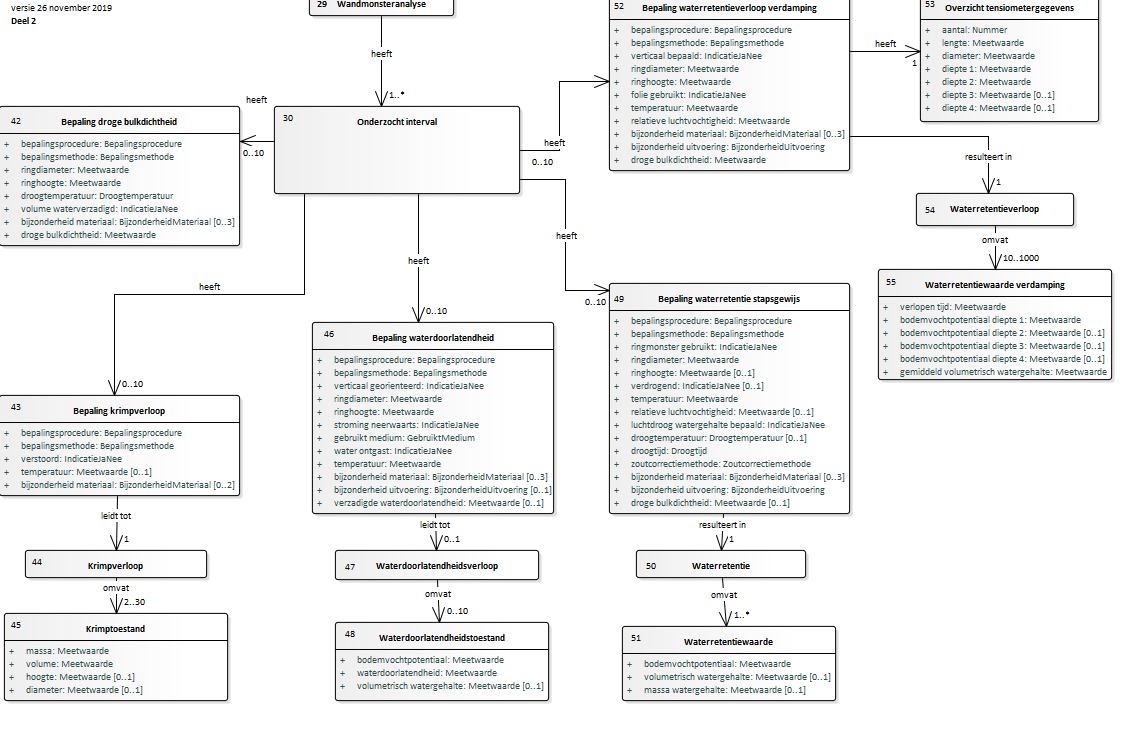 versie 26 november 2019
Deel 2
29 Wandmonsteranalyse
heeft
/1..*
30 Onderzocht interval
heeft
0..10
42 Bepaling droge bulkdichtheid
+ bepalingsprocedure: Bepalingsprocedure
+ bepalingsmethode: Bepalingsmethode
+ ringdiameter: Meetwaarde
+ ringhoogte: Meetwaarde
+ droogtemperatuur: Droogtemperatuur
+ volume waterverzadigd: IndicatieJaNee
+ bijzonderheid materiaal: BijzonderheidMateriaal [0..3]
+ droge bulkdichtheid: Meetwaarde
heeft
0..10
52 Bepaling waterretentieverloop verdamping
+ bepalingsprocedure: Bepalingsprocedure
+ bepalingsmethode: Bepalingsmethode
+ verticaal bepaald: IndicatieJaNee
+ ringdiameter: Meetwaarde
+ ringhoogte: Meetwaarde
+ folie gebruikt: IndicatieJaNee
+ temperatuur: Meetwaarde
+ relatieve luchtvochtigheid: Meetwaarde
+ bijzonder materiaal: BijzonderheidMateriaal [0..3]
+ bijzonder uitvoering: BijzonderheidUitvoering
+ droge bulkdichtheid: Meetwaarde
heeft
1
53 Overzicht tensiometergegevens
+ aantal: Nummer
+ lengte: Meetwaarde
+ diameter: Meetwaarde
+ diepte 1: Meetwaarde
+ diepte 2: Meetwaarde
+ diepte 3: Meetwaarde [0..1]
+ diepte 4: Meetwaarde [0..1]
resulteert in
/1
54 Waterretentieverloop
omvat
/10..1000
55 Waterretentiewaarde verdamping
+ verlopen tijd: Meetwaarde
+ bodemvochtpotentiaal diepte 1: Meetwaarde
+ bodemvochtpotentiaal diepte 2: Meetwaarde [0..1]
+ bodemvochtpotentiaal diepte 3: Meetwaarde [0..1]
+ bodemvochtpotentiaal diepte 4: Meetwaarde [0..1]
+ gemiddeld volumetrisch watergehalte: Meetwaarde
heeft
/0..10
43 Bepaling krimpverloop
+ bepalingsprocedure: Bepalingsprocedure
+ bepalingsmethode: Bepalingsmethode
+ verstoord: IndicatieJaNee
+ temperatuur: Meetwaarde [0..1]
+ bijzonder materiaal: BijzonderheidMateriaal [0..2]
leidt tot
/1
44 Krimpverloop
omvat
/2..30
45 Krimptoestand
+ massa: Meetwaarde
+ volume: Meetwaarde
+ hoogte: Meetwaarde [0..1]
+ diameter: Meetwaarde [0..1]
heeft
/0..10
46 Bepaling waterdoorlatendheid
+ bepalingsprocedure: Bepalingsprocedure
+ bepalingsmethode: Bepalingsmethode
+ verticaal georienteerd: IndicatieJaNee
+ ringdiameter: Meetwaarde
+ ringhoogte: Meetwaarde
+ stroming neerwaarts: IndicatieJaNee
+ gebruikt medium: GebruiktMedium
+ water ontgast: IndicatieJaNee
+ temperatuur: Meetwaarde
+ bijzonderheid materiaal: BijzonderheidMateriaal [0..3]
+ bijzonderheid uitvoering: BijzonderheidUitvoering [0..1]
+ verzadigde waterdoorlatendheid: Meetwaarde [0..1]
leidt tot
/0..1
47 Waterdoorlatendheidsverloop
omvat
/0..10
48 Waterdoorlatendheidstoestand
+ bodemvochtpotentiaal: Meetwaarde
+ waterdoorlatendheid: Meetwaarde
+ volumetrisch watergehalte: Meetwaarde [0..1]
heeft
0..10
49 Bepaling waterretentie stapsgewijs
+ bepalingsprocedure: Bepalingsprocedure
+ bepalingsmethode: Bepalingsmethode
+ ringmonster gebruikt: IndicatieJaNee
+ ringdiameter: Meetwaarde
+ ringhoogte: Meetwaarde [0..1]
+ verdrogend: IndicatieJaNee [0..1]
+ temperatuur: Meetwaarde
+ relatieve luchtvochtigheid: Meetwaarde [0..1]
+ luchtdroog watergehalte bepaald: IndicatieJaNee
+ droogtemperatuur: Droogtemperatuur [0..1]
+ droogtijd: Droogtijd
+ zoutcorrectiemethode: Zoutcorrectiemethode
+ bijzonderheid materiaal: BijzonderheidMateriaal [0..3]
+ bijzonderheid uitvoering: BijzonderheidUitvoering
+ droge bulkdichtheid: Meetwaarde [0..1]
resulteert in
/1
50 Waterretentie
omvat
1..*
51 Waterretentiewaarde
+ bodemvochtpotentiaal: Meetwaarde
+ volumetrisch watergehalte: Meetwaarde [0..1]
+ massa watergehalte: Meetwaarde [0..1]